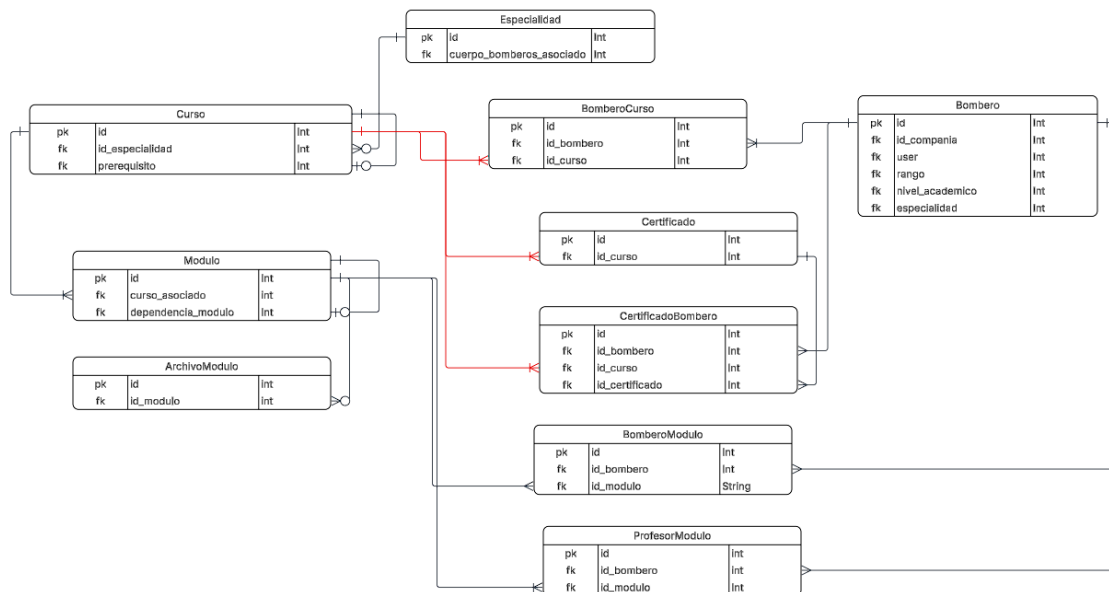 Especialidad
pk id Int
fk cuerpo_bomberos_asociado Int
Curso
pk id Int
fk id_especialidad Int
fk prerequisito Int
BomberoCurso
pk id Int
fk id_bombero Int
fk id_curso Int
Bombero
pk id Int
fk id_compania Int
fk user Int
fk rango Int
fk nivel_academico Int
fk especialidad Int
Certificado
pk id Int
fk id_curso Int
Modulo
pk id Int
fk curso_asociado int
fk dependencia_modulo Int
CertificadoBombero
pk id Int
fk id_bombero Int
fk id_curso Int
fk id_certificado Int
ArchivoModulo
pk id int
fk id_modulo int
BomberoModulo
pk id Int
fk id_bombero Int
fk id_modulo String
ProfesorModulo
pk id Int
fk id_bombero int
fk id_modulo Int